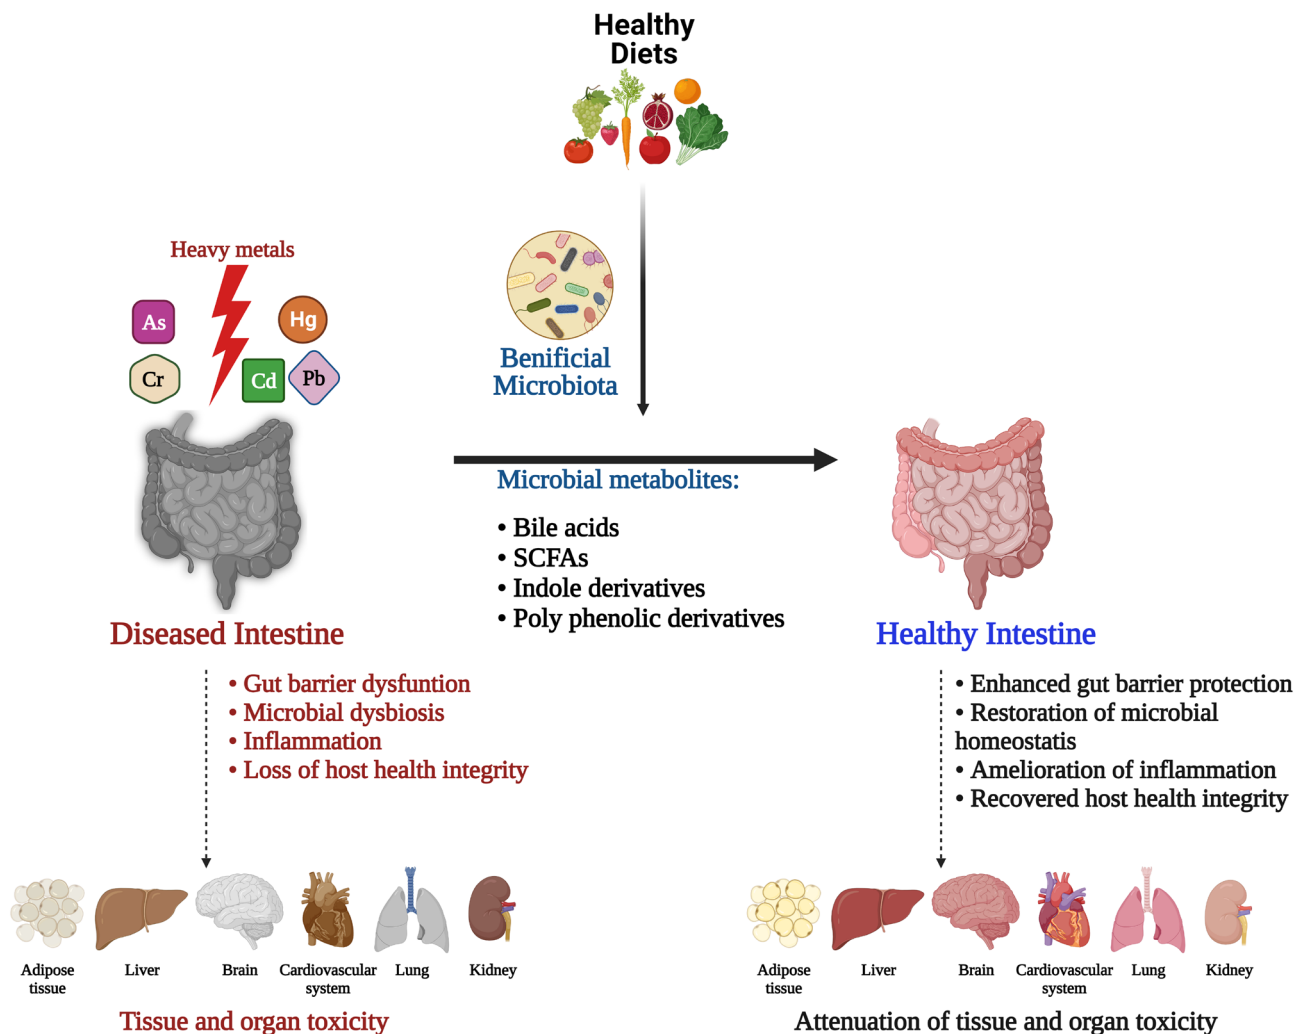 Healthy
Diets
Heavy metals
As
Hg
Cr
Cd
Pb
Benificial
Microbiota
Microbial metabolites:
• Bile acids
• SCFAs
• Indole derivatives
• Poly phenolic derivatives
Diseased Intestine
• Gut barrier dysfuntion
• Microbial dysbiosis
• Inflammation
• Loss of host health integrity
Healthy Intestine
• Enhanced gut barrier protection
• Restoration of microbial
homeostatis
• Amelioration of inflammation
• Recovered host health integrity
Adipose
tissue
Liver
Brain
Cardiovascular
system
Lung
Kidney
Tissue and organ toxicity
Adipose
tissue
Liver
Brain
Cardiovascular
system
Lung
Kidney
Attenuation of tissue and organ toxicity